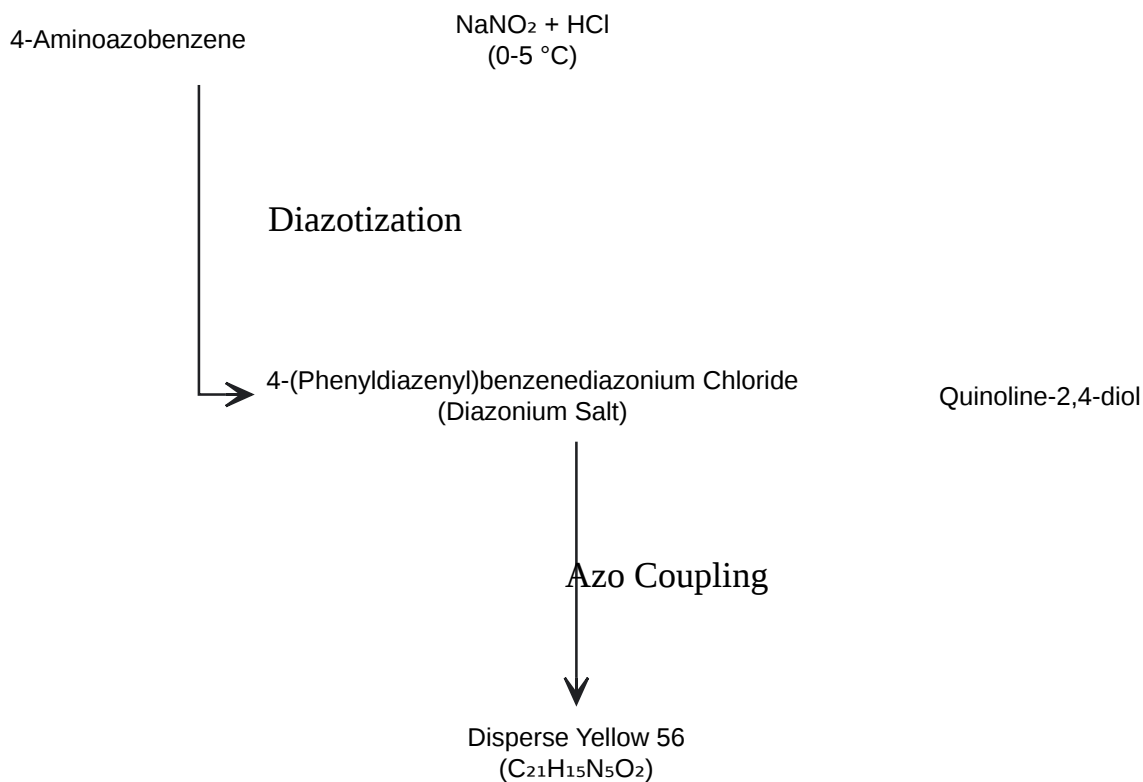 4-Aminoazobenzene
NaNO₂ + HCl
(0-5 °C)
Diazotization
4-(Phenyldiazenyl)benzenediazonium Chloride
(Diazonium Salt)
Quinoline-2,4-diol
Azo Coupling
Disperse Yellow 56
(C₂₁H₁₅N₅O₂)